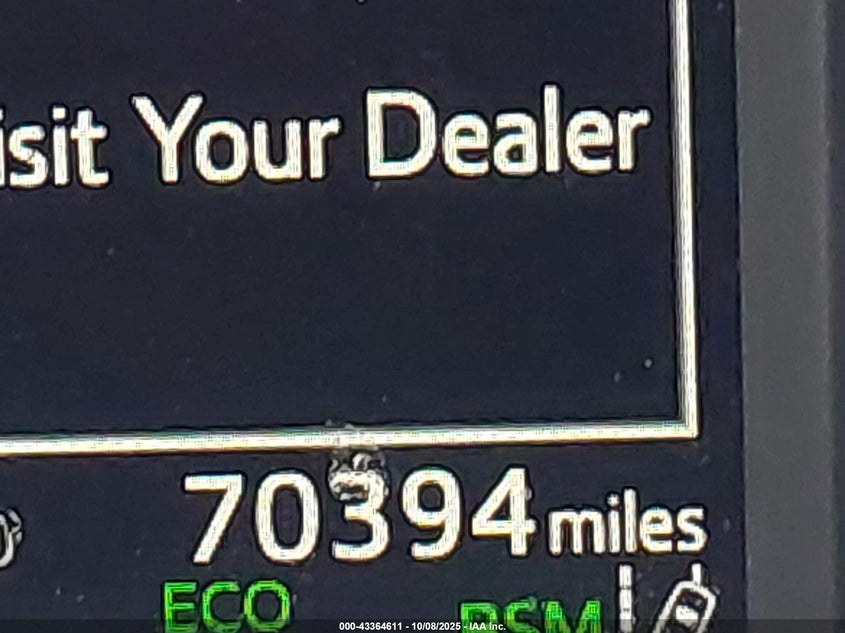 isit Your Dealer
70394 miles
ECO
BSM
000-43364611 - 10/08/2025 - IAA Inc.